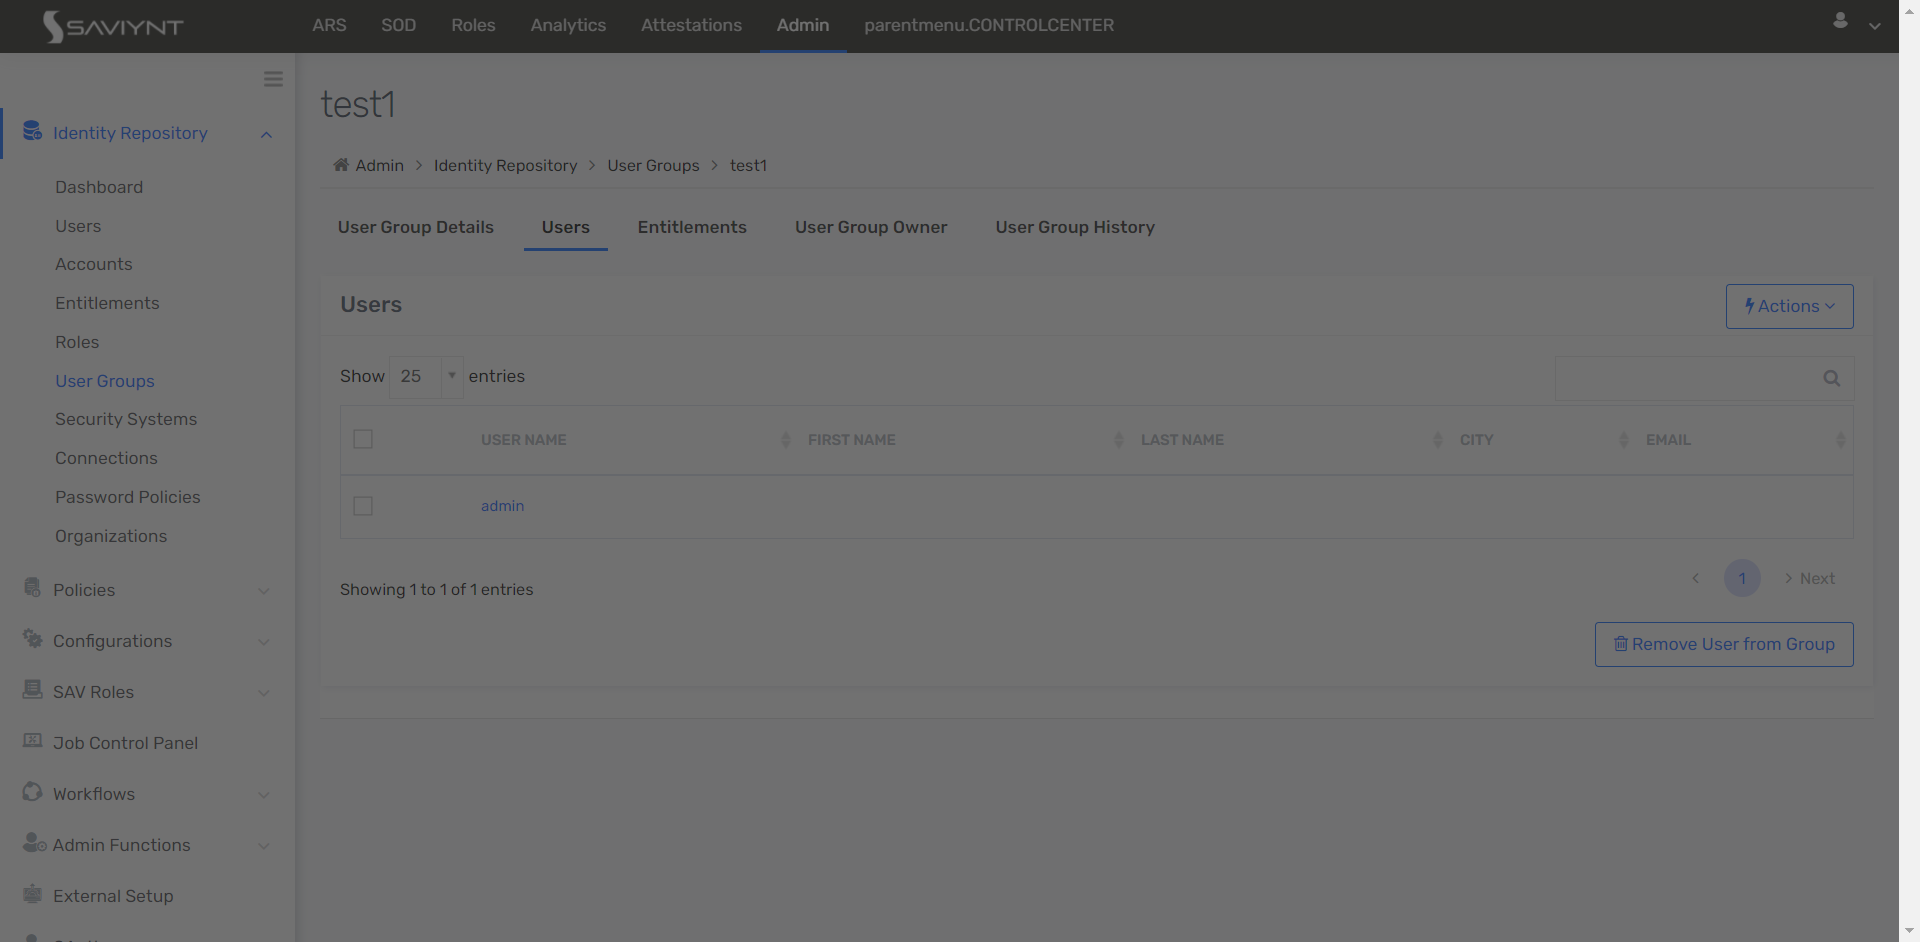 SAVIYNT
ARS SOD Roles Analytics Attestations Admin parentmenu.CONTROLCENTER
test1
Identity Repository
Admin > Identity Repository > User Groups > test1
Dashboard
Users
Accounts
Entitlements
Roles
User Groups
Security Systems
Connections
Password Policies
Organizations
Policies
Configurations
SAV Roles
Job Control Panel
Workflows
Admin Functions
External Setup
User Group Details Users Entitlements User Group Owner User Group History
Users
Actions
Show 25 entries
USER NAME FIRST NAME LAST NAME CITY EMAIL
admin
Showing 1 to 1 of 1 entries
< 1 > Next
Remove User from Group